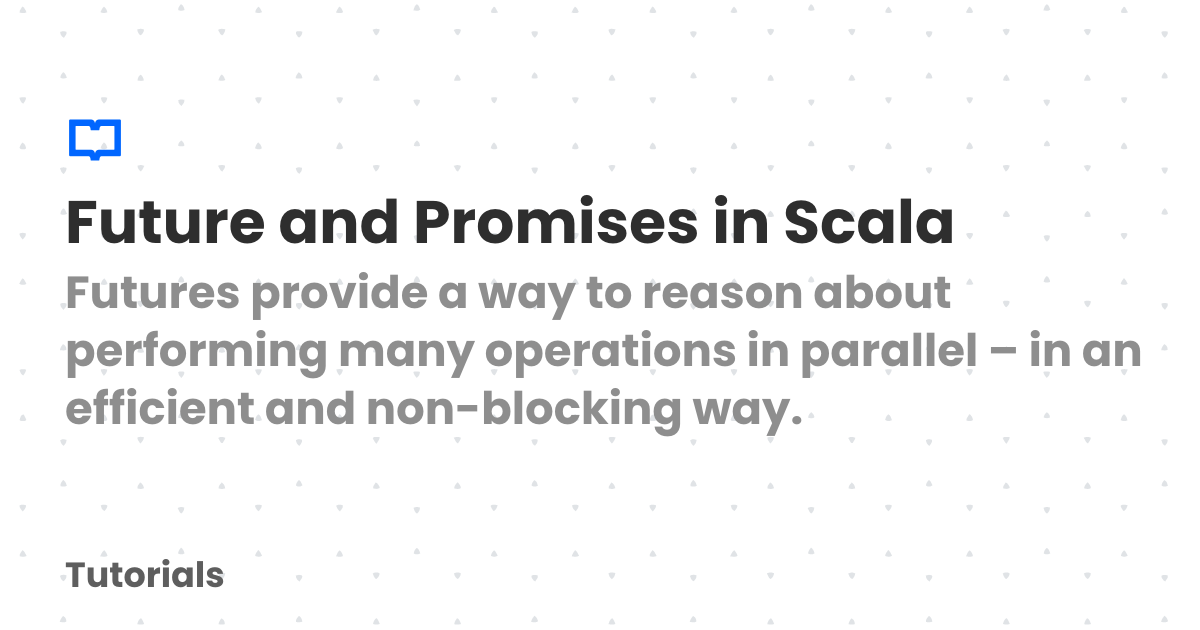 Future and Promises in Scala
Futures provide a way to reason about
performing many operations in parallel – in an
efficient and non-blocking way.
Tutorials